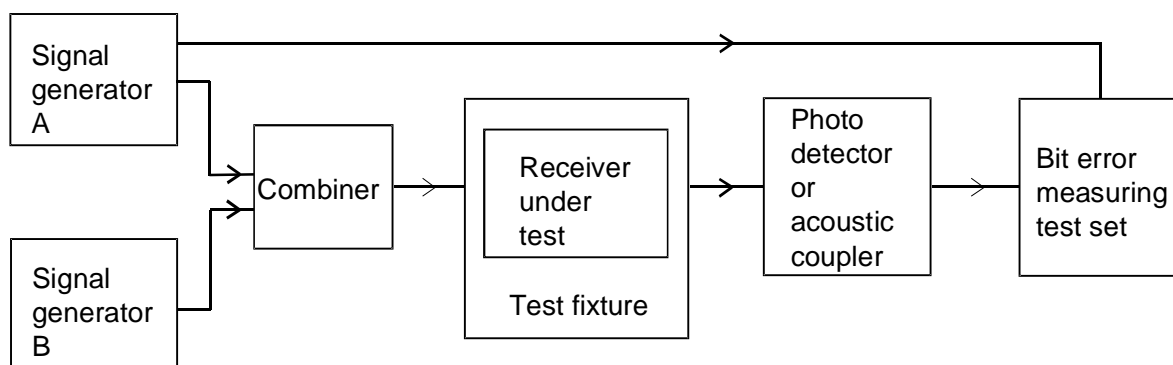 Signal
generator
A
Combiner
Signal
generator
B
Receiver
under
test
Test fixture
Photo
detector
or
acoustic
coupler
Bit error
measuring
test set